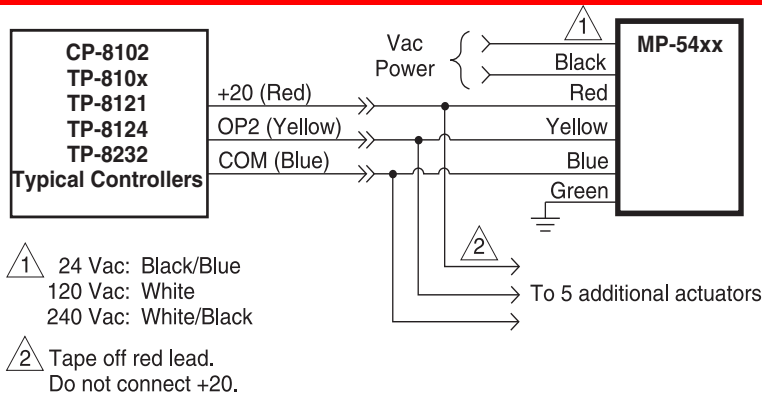 CP-8102
TP-810x
TP-8121
TP-8124
TP-8232
Typical Controllers
+20 (Red)
OP2 (Yellow)
COM (Blue)
Vac
Power
1
Black
Red
Yellow
Blue
Green
MP-54xx
2
To 5 additional actuators
1 24 Vac: Black/Blue
120 Vac: White
240 Vac: White/Black
2 Tape off red lead.
Do not connect +20.